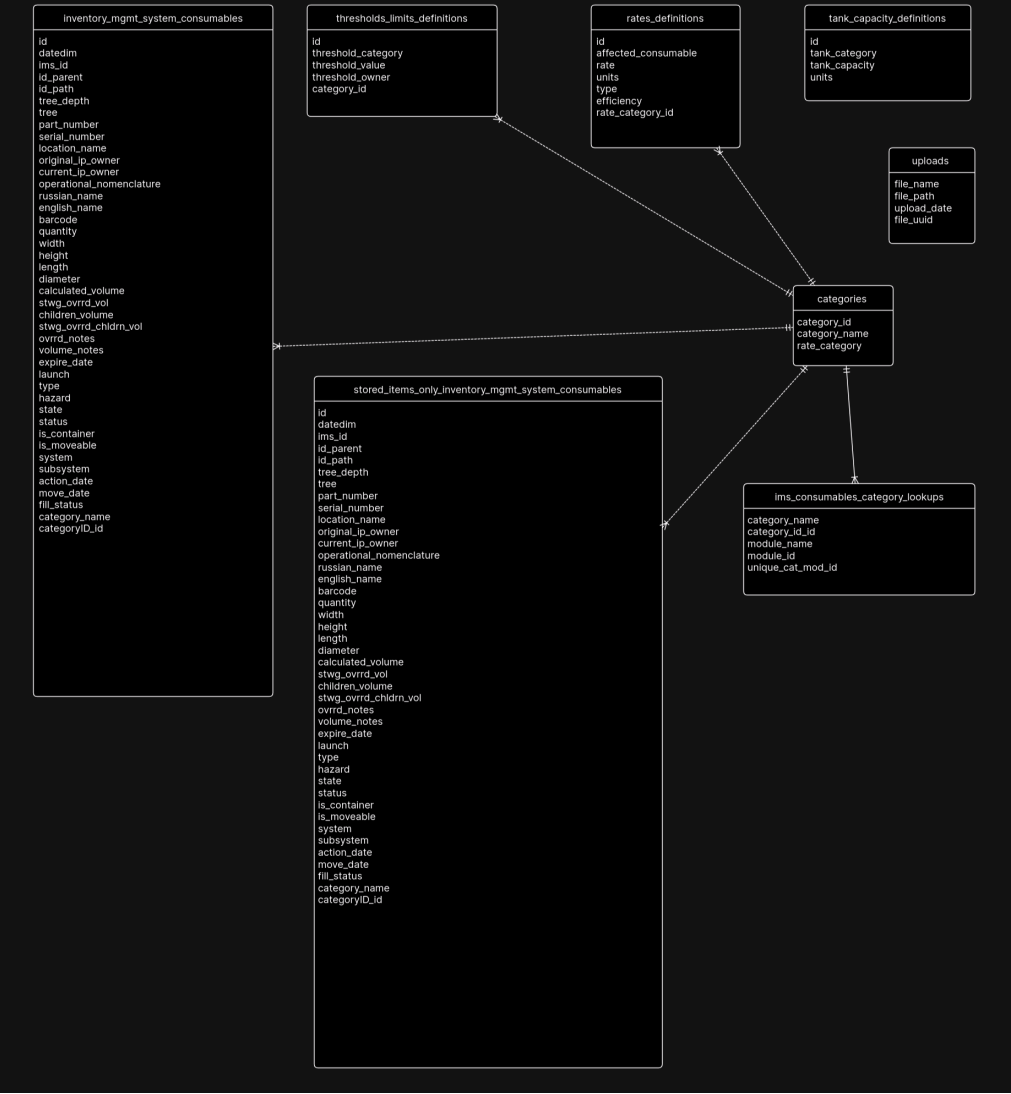 inventory_mgmt_system_consumables
id
datedim
ims_id
id_parent
id_path
tree_depth
tree
part_number
serial_number
location_name
original_ip_owner
current_ip_owner
operational_nomenclature
russian_name
english_name
barcode
quantity
width
height
length
diameter
calculated_volume
stwg_ovrrd_vol
children_volume
stwg_ovrrd_chldrn_vol
ovrrd_notes
volume_notes
expire_date
launch
type
hazard
state
status
is_container
is_moveable
system
subsystem
action_date
move_date
fill_status
category_name
categoryID_id
thresholds_limits_definitions
id
threshold_category
threshold_value
threshold_owner
category_id
rates_definitions
id
affected_consumable
rate
units
type
efficiency
rate_category_id
tank_capacity_definitions
id
tank_category
tank_capacity
units
uploads
file_name
file_path
upload_date
file_uuid
categories
category_id
category_name
rate_category
stored_items_only_inventory_mgmt_system_consumables
id
datedim
ims_id
id_parent
id_path
tree_depth
tree
part_number
serial_number
location_name
original_ip_owner
current_ip_owner
operational_nomenclature
russian_name
english_name
barcode
quantity
width
height
length
diameter
calculated_volume
stwg_ovrrd_vol
children_volume
stwg_ovrrd_chldrn_vol
ovrrd_notes
volume_notes
expire_date
launch
type
hazard
state
status
is_container
is_moveable
system
subsystem
action_date
move_date
fill_status
category_name
categoryID_id
ims_consumables_category_lookups
category_name
category_id_id
module_name
module_id
unique_cat_mod_id